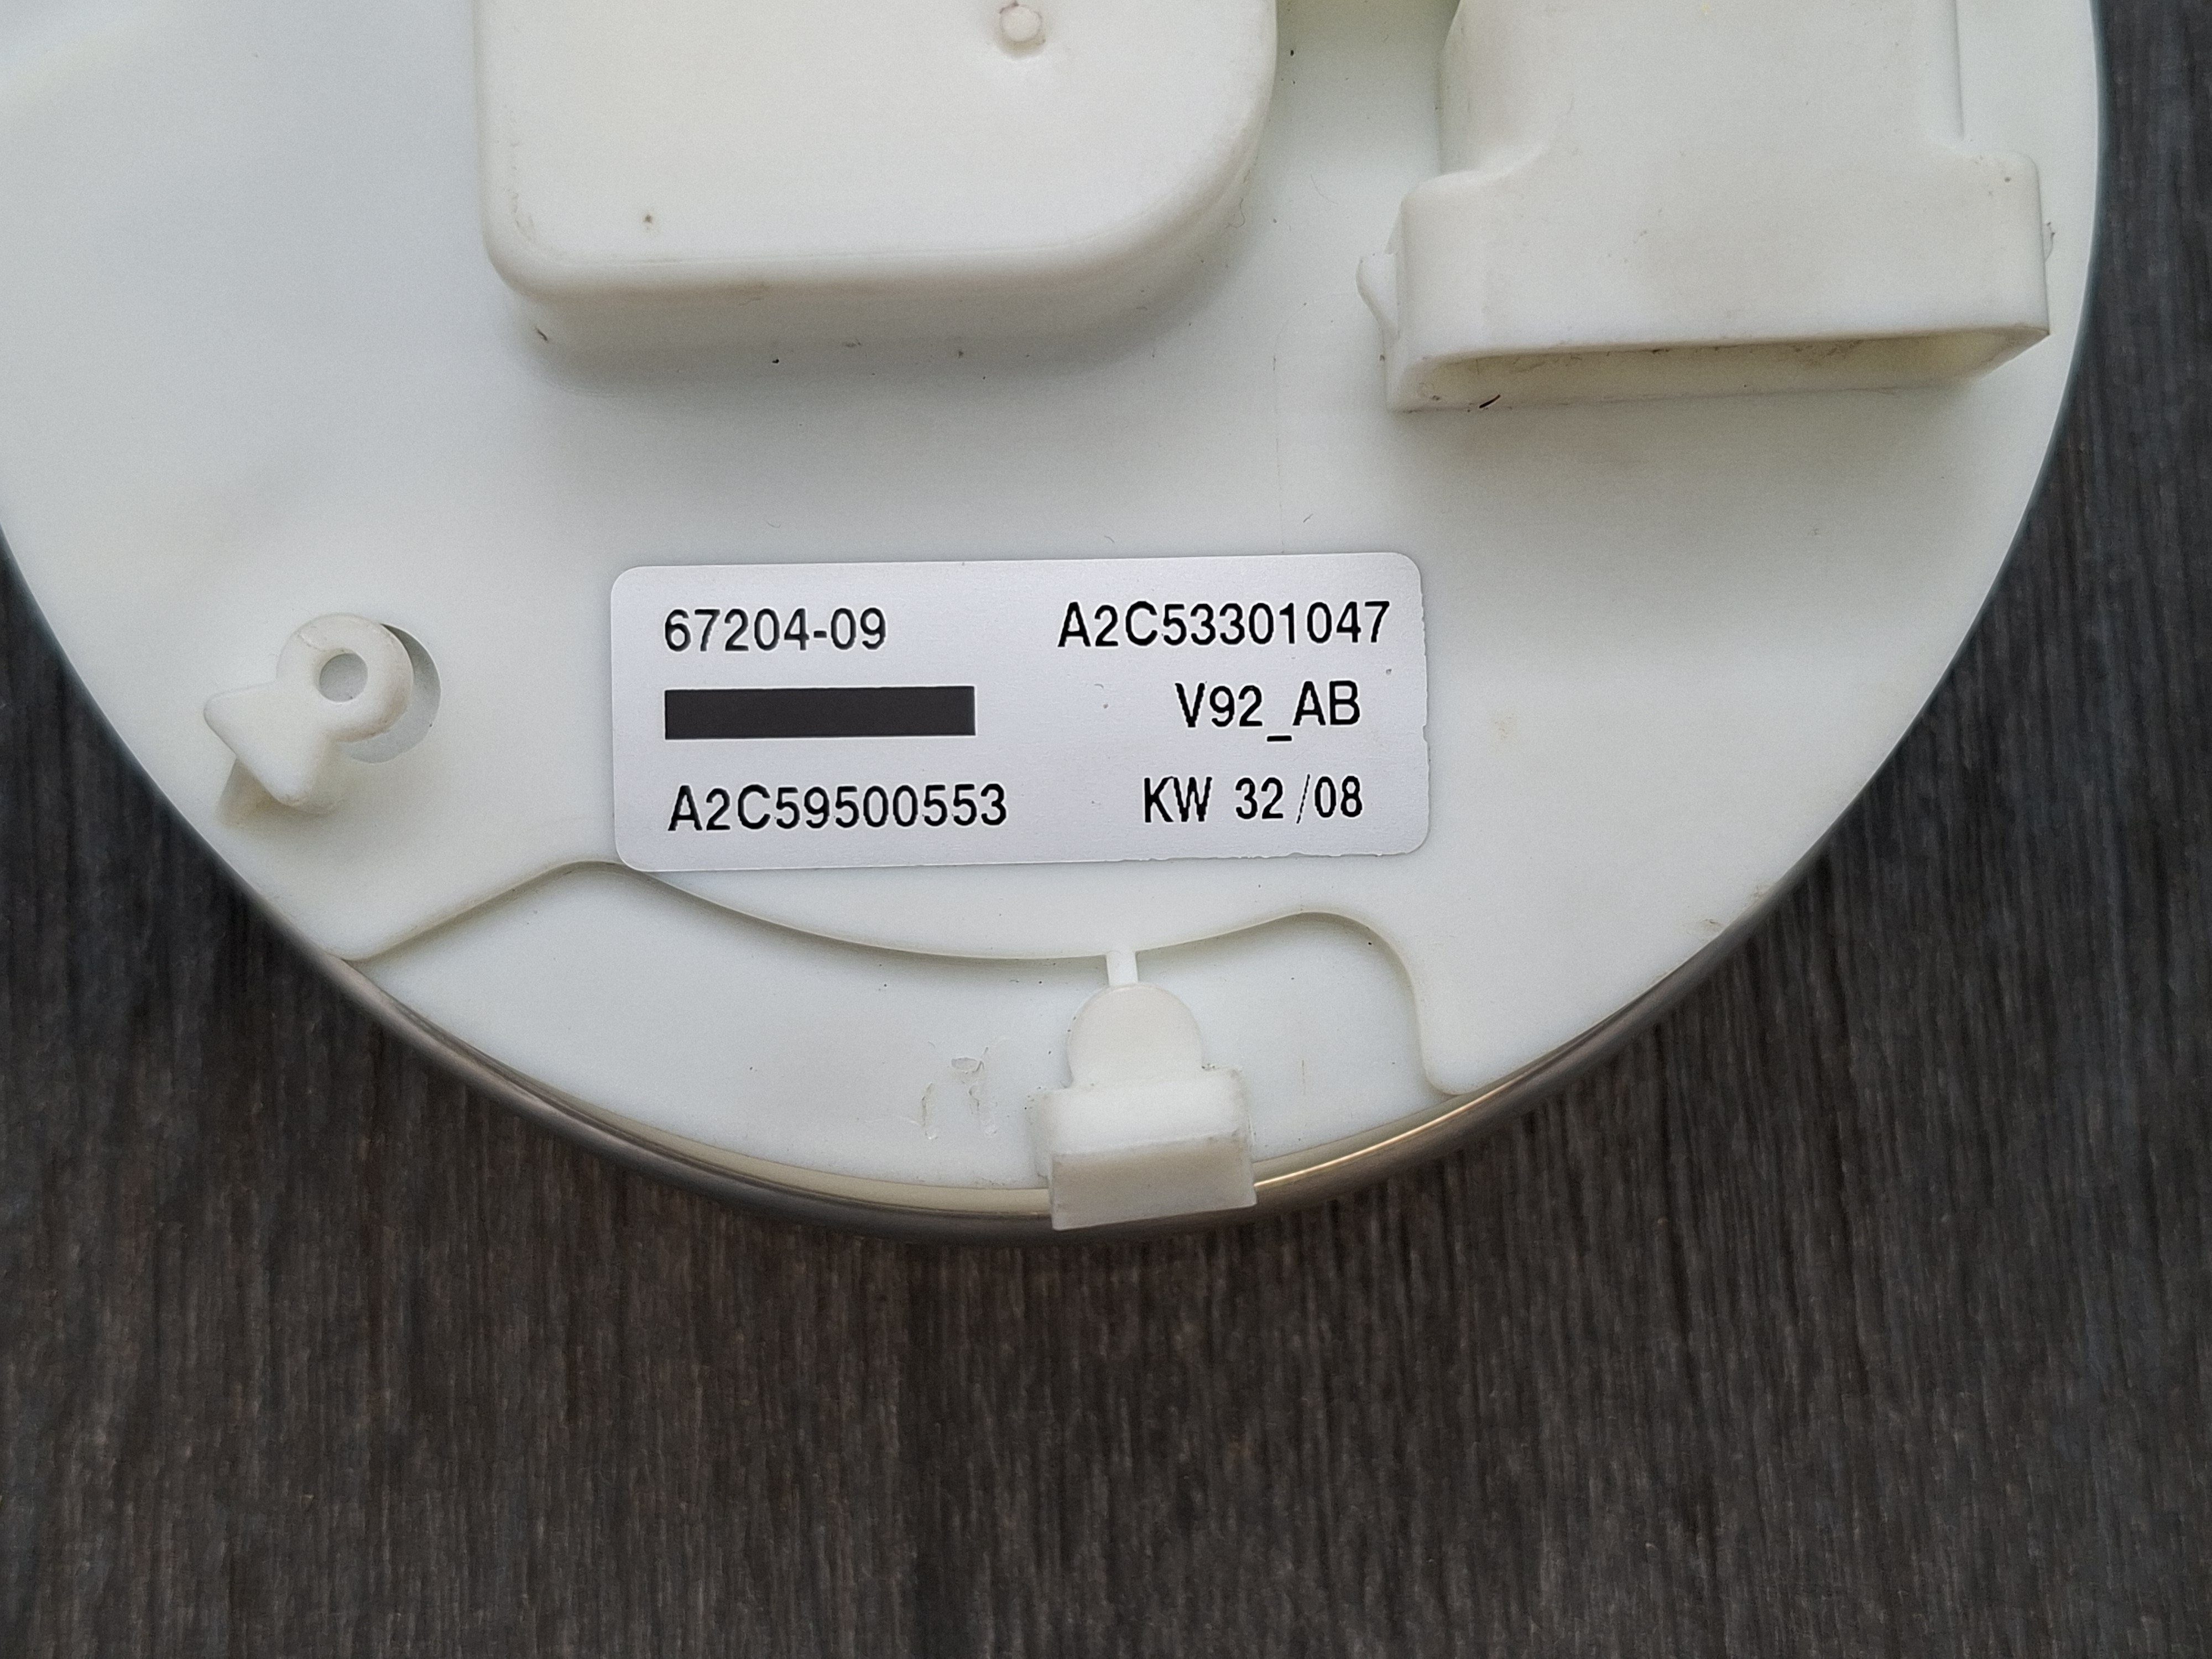 67204-09 A2C53301047
V92_AB
A2C59500553 KW 32/08